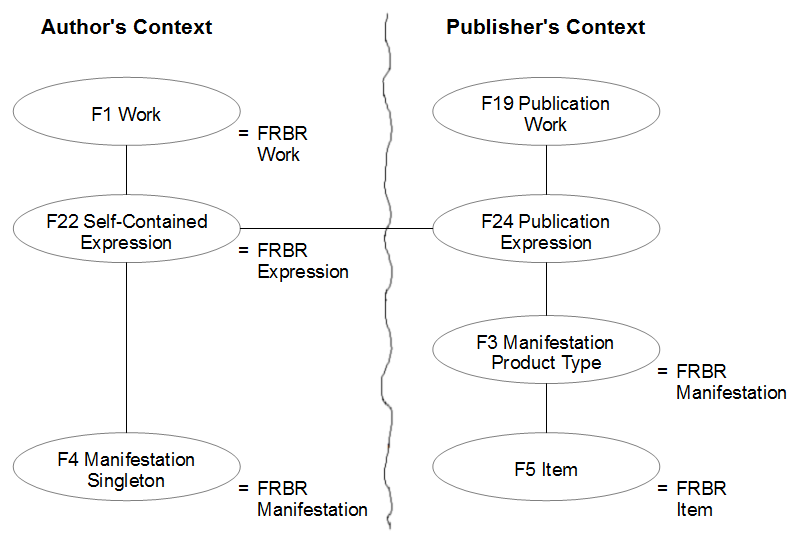 Author's Context
Publisher's Context
F1 Work
= FRBR
Work
F19 Publication
Work
F22 Self-Contained
Expression
= FRBR
Expression
F24 Publication
Expression
F3 Manifestation
Product Type
= FRBR
Manifestation
F4 Manifestation
Singleton
= FRBR
Manifestation
F5 Item
= FRBR
Item